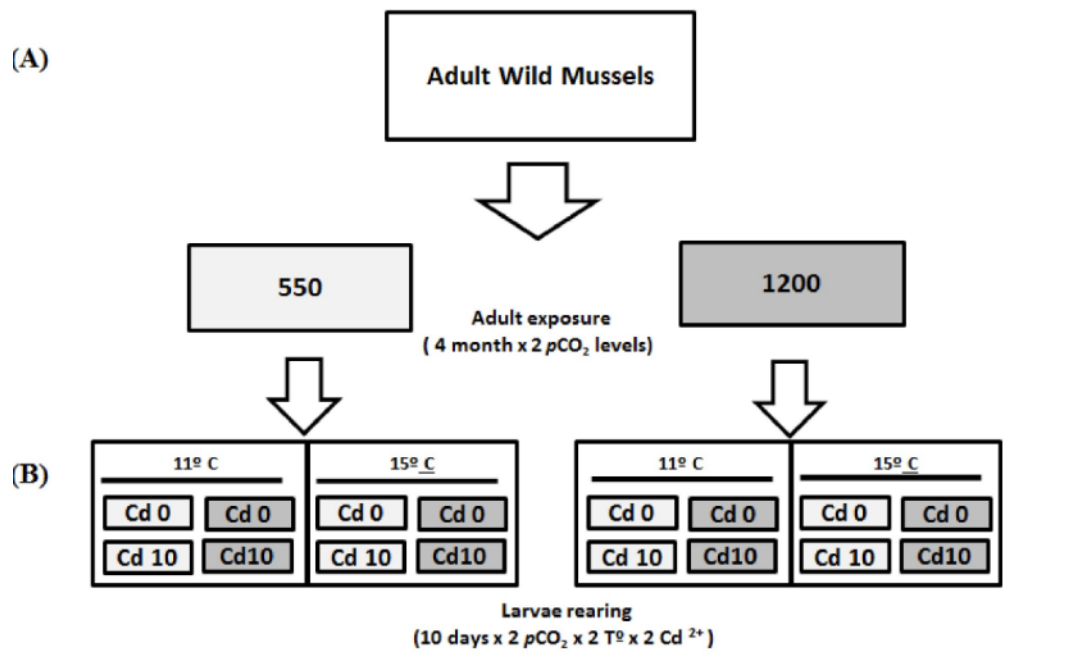 (A)
Adult Wild Mussels
550
1200
Adult exposure
( 4 month x 2 pCO₂ levels)
(B)
11º C
15º C
11º C
15º C
Cd 0 Cd 0 Cd 0 Cd 0 Cd 0 Cd 0 Cd 0 Cd 0
Cd 10 Cd10 Cd 10 Cd10 Cd 10 Cd10 Cd 10 Cd10
Larvae rearing
(10 days x 2 pCO₂ x 2 Tº x 2 Cd ²⁺ )